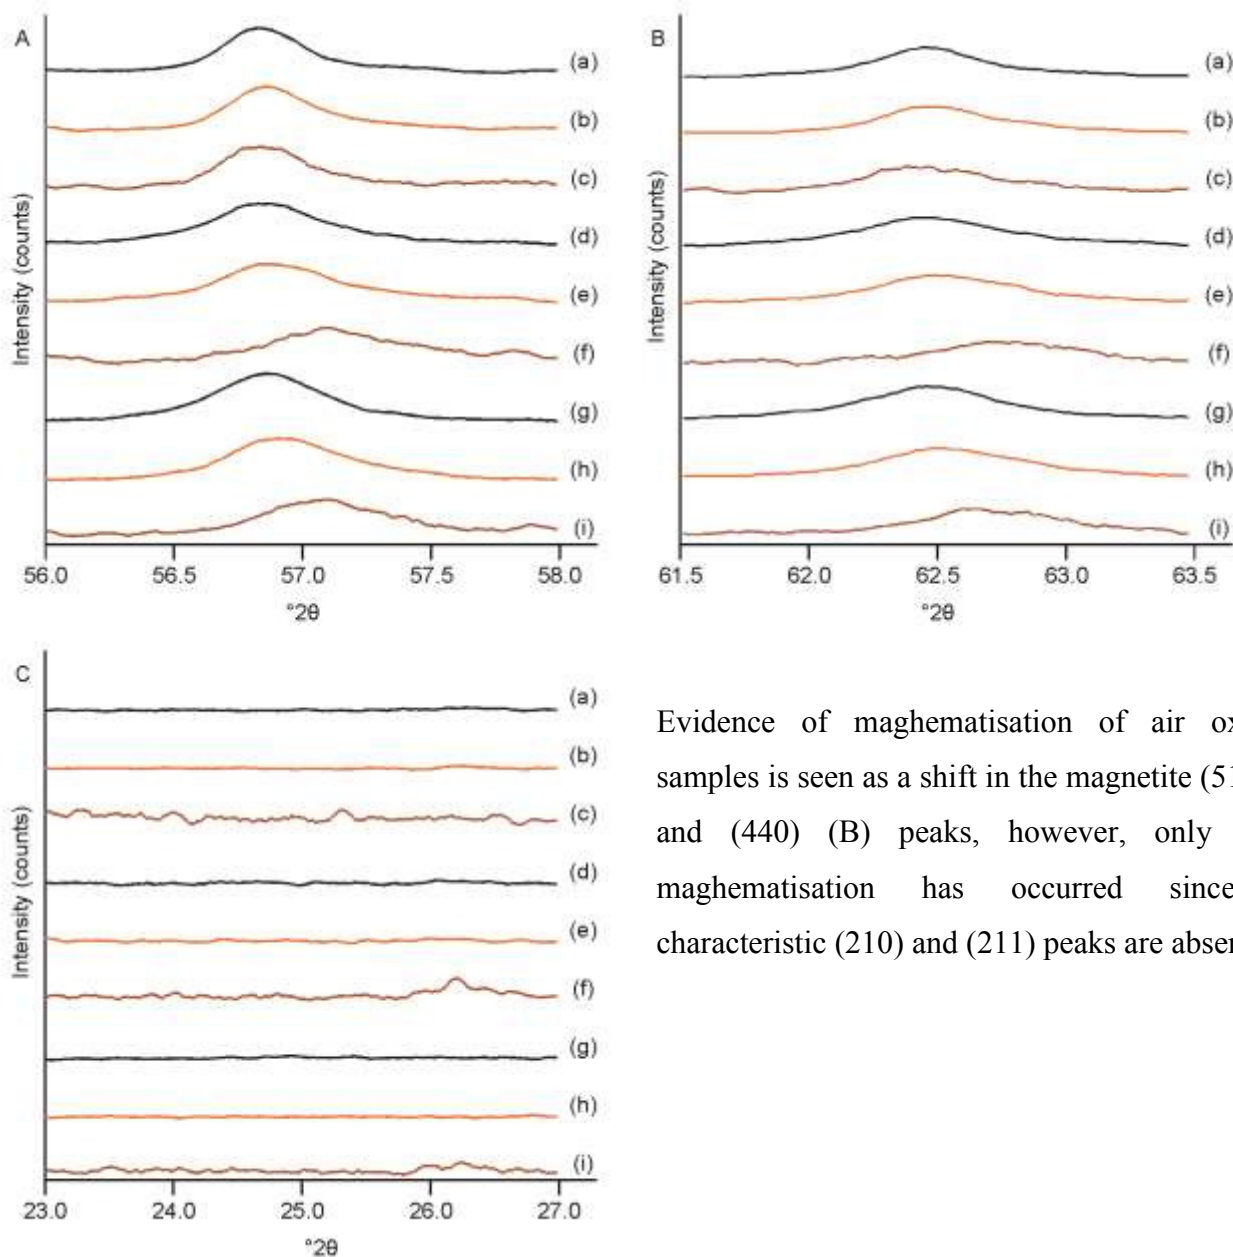 A
(a)
(b)
(c)
(d)
(e)
(f)
(g)
(h)
(i)
Intensity (counts)
56.0 56.5 57.0 57.5 58.0
°2θ
B
(a)
(b)
(c)
(d)
(e)
(f)
(g)
(h)
(i)
Intensity (counts)
61.5 62.0 62.5 63.0 63.5
°2θ
C
(a)
(b)
(c)
(d)
(e)
(f)
(g)
(h)
(i)
Intensity (counts)
23.0 24.0 25.0 26.0 27.0
°2θ
Evidence of maghematisation of air ox
samples is seen as a shift in the magnetite (51
and (440) (B) peaks, however, only
maghematisation has occurred since
characteristic (210) and (211) peaks are abse